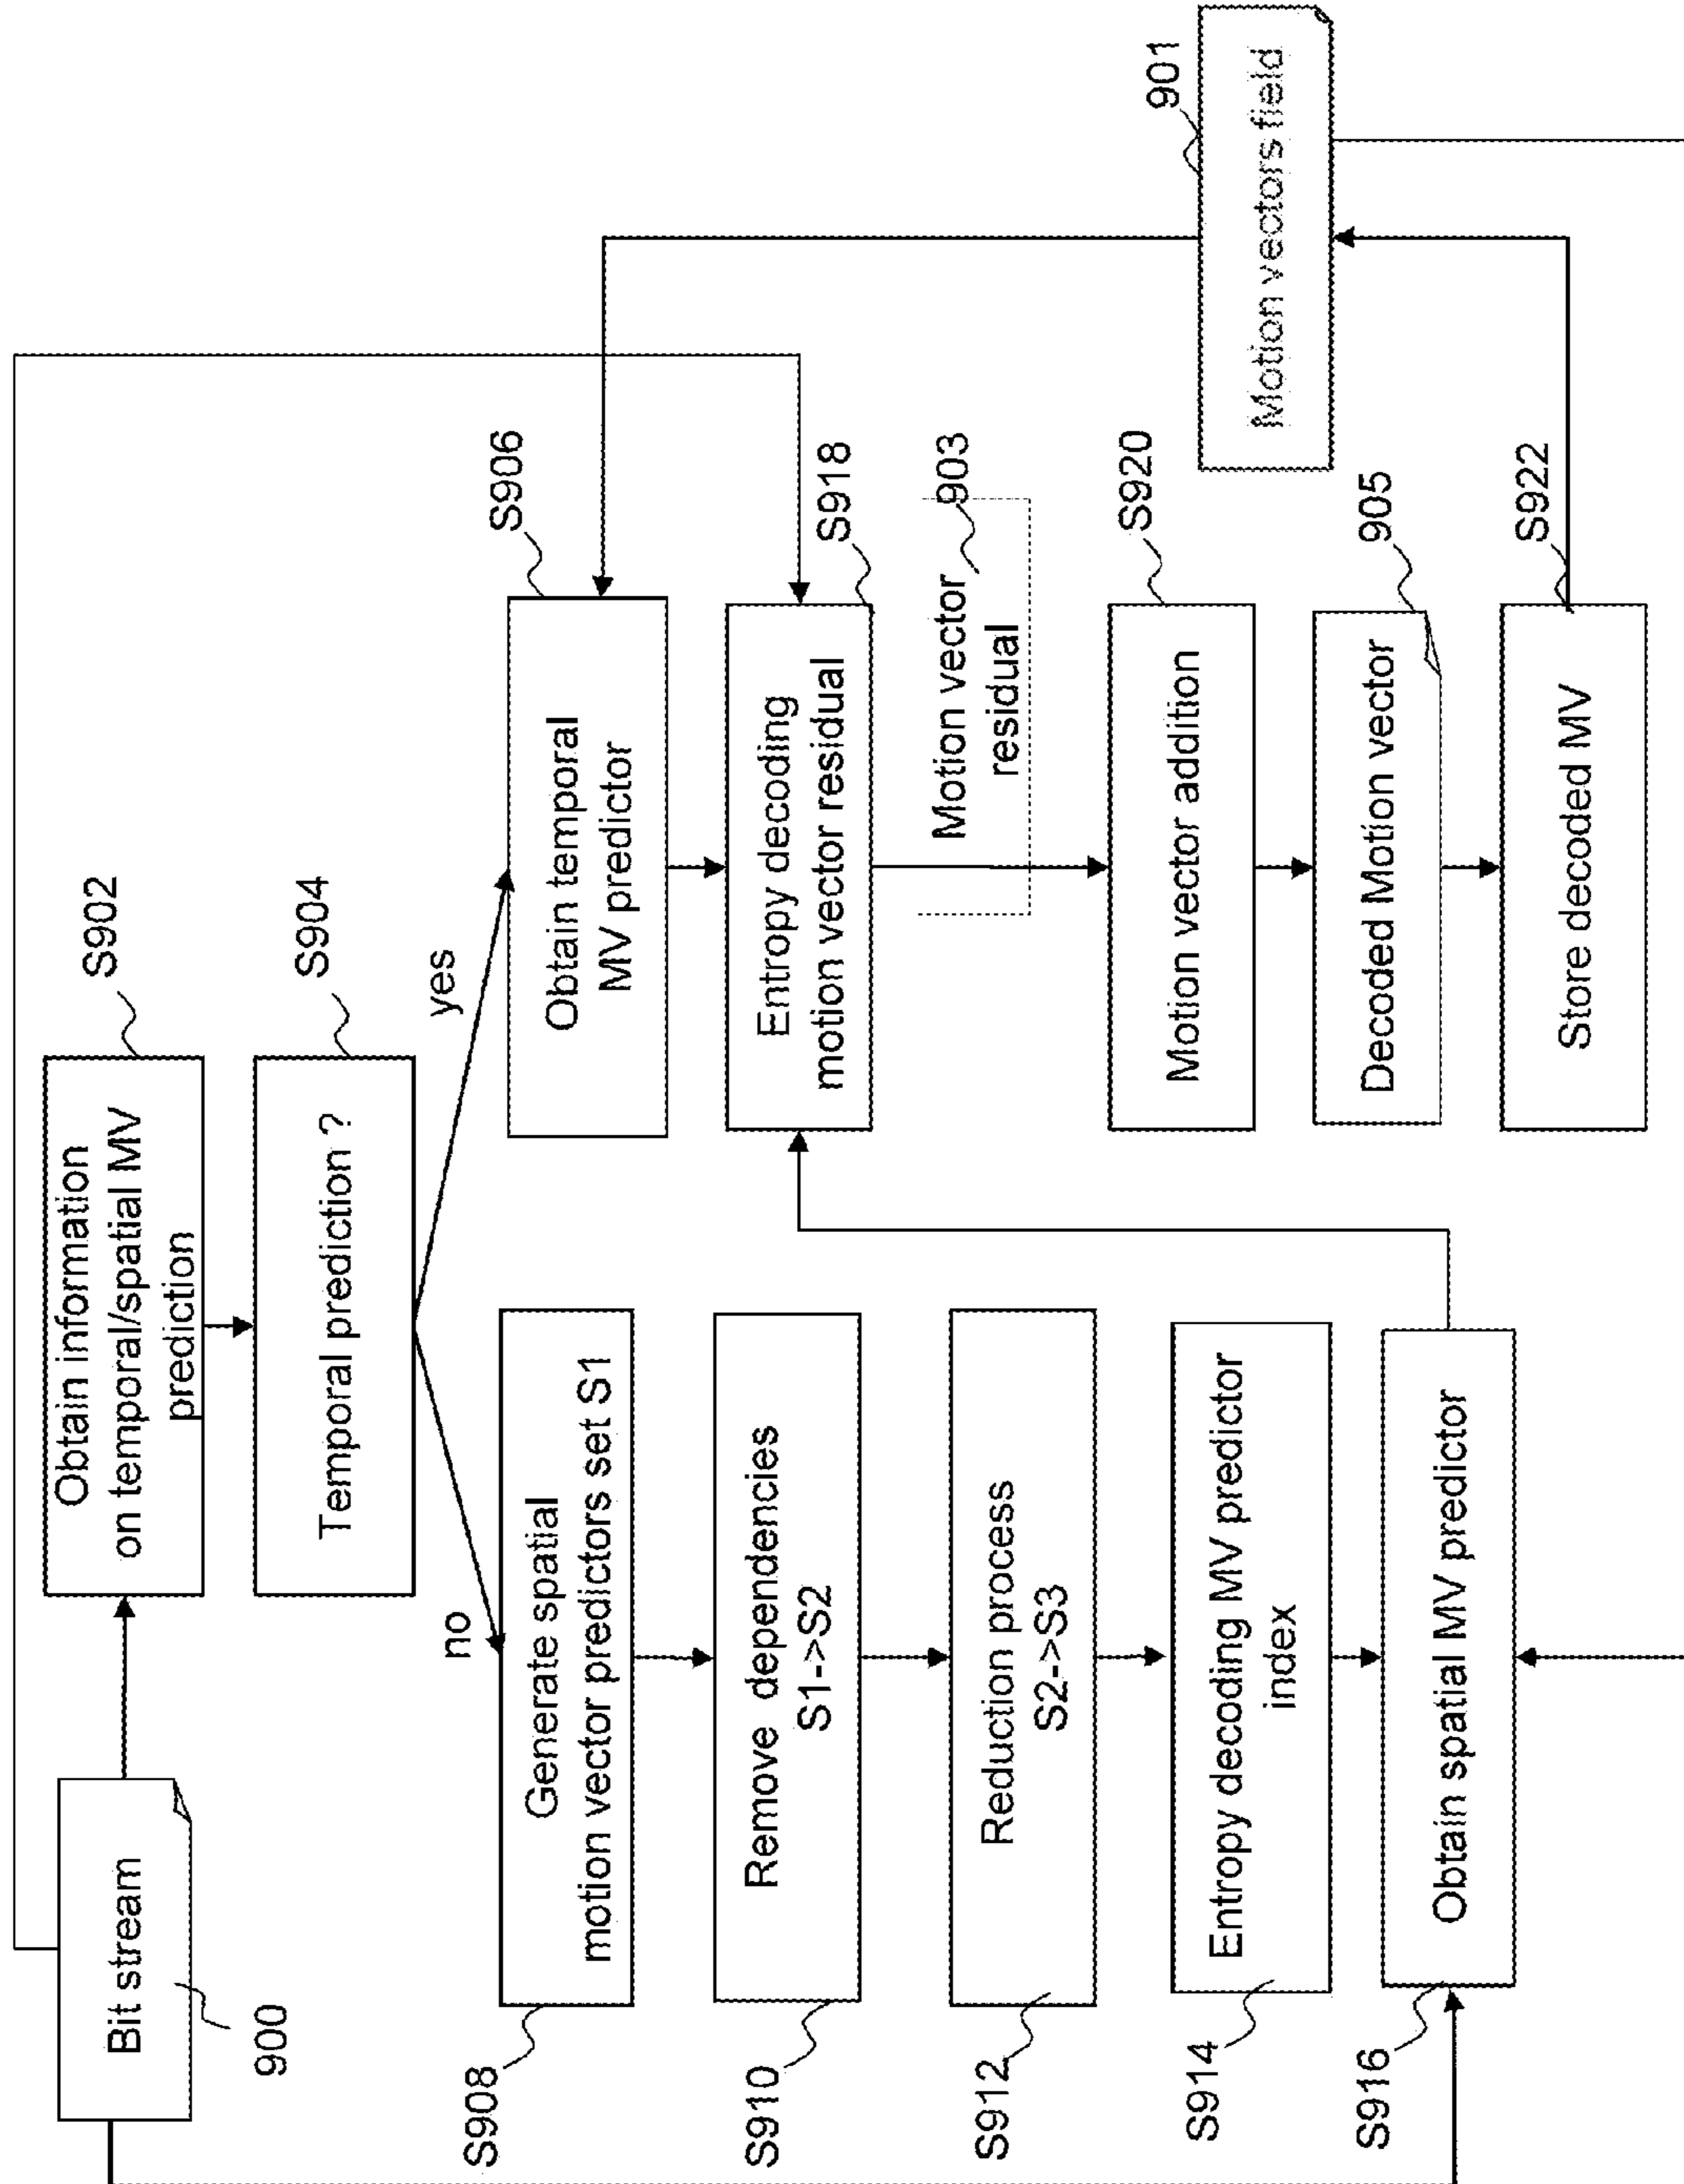 Bit stream
900
Obtain information
on temporal/spatial MV
prediction
S902
Temporal prediction ?
S904
no
yes
Generate spatial
motion vector predictors set S1
S908
Remove dependencies
S1->S2
S910
Reduction process
S2->S3
S912
Entropy decoding MV predictor
index
S914
Obtain spatial MV predictor
S916
Obtain temporal
MV predictor
S906
Entropy decoding
motion vector residual
S918
Motion vector
residual
903
Motion vector addition
S920
Decoded Motion vector
905
Store decoded MV
S922
Motion vectors field
901